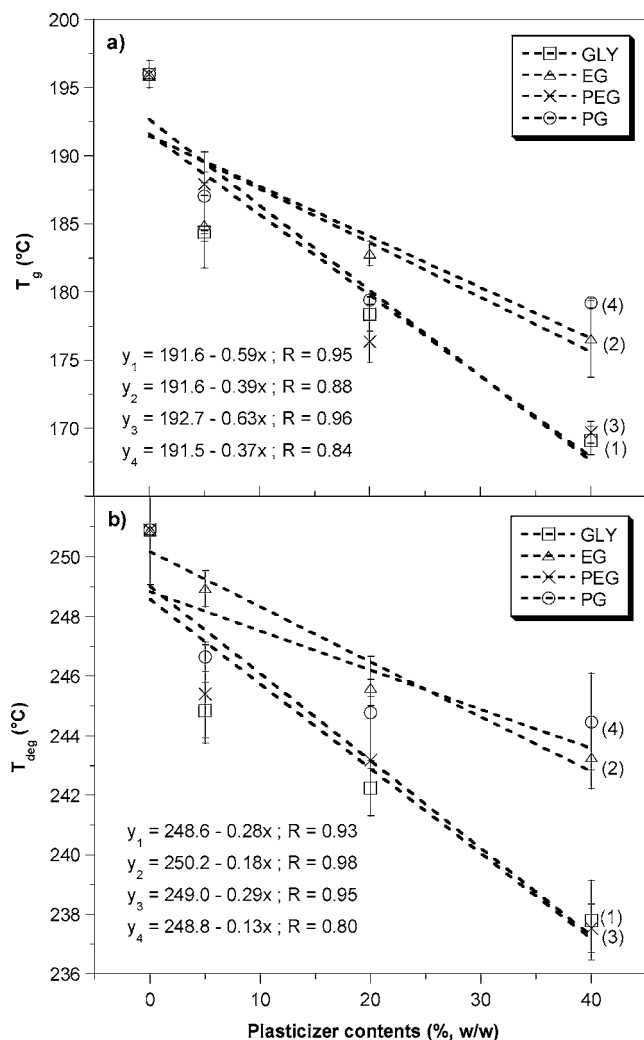 a)
GLY
EG
PEG
PG
200
195
190
185
180
175
170
T_g (°C)
y_1 = 191.6 - 0.59x ; R = 0.95
y_2 = 191.6 - 0.39x ; R = 0.88
y_3 = 192.7 - 0.63x ; R = 0.96
y_4 = 191.5 - 0.37x ; R = 0.84
(4)
(2)
(3)
(1)
b)
GLY
EG
PEG
PG
250
248
246
244
242
240
238
236
T_deg (°C)
y_1 = 248.6 - 0.28x ; R = 0.93
y_2 = 250.2 - 0.18x ; R = 0.98
y_3 = 249.0 - 0.29x ; R = 0.95
y_4 = 248.8 - 0.13x ; R = 0.80
(4)
(2)
(1)
(3)
0 10 20 30 40
Plasticizer contents (%, w/w)